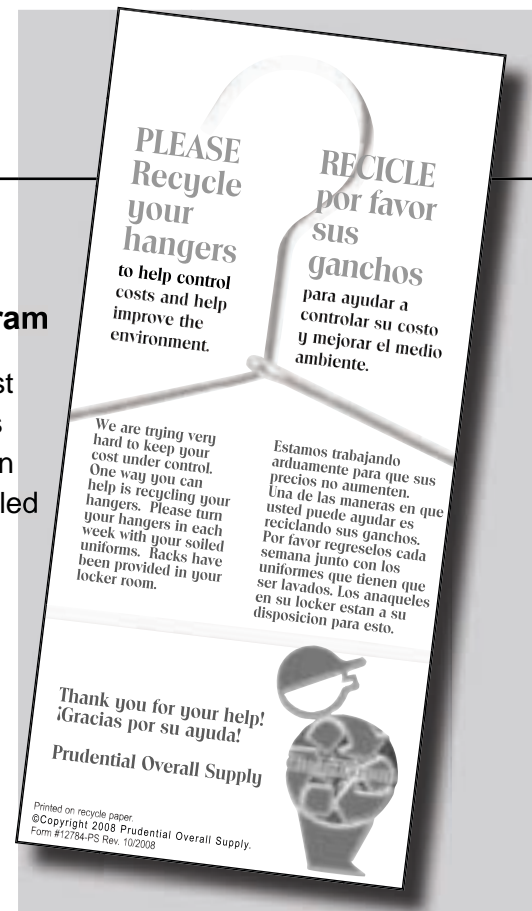 ram
st
s
n
led
PLEASE
Recycle
your
hangers
to help control
costs and help
improve the
environment.
RECICLE
por favor
sus
ganchos
para ayudar a
controlar su costo
y mejorar el medio
ambiente.
We are trying very
hard to keep your
cost under control.
One way you can
help is recycling your
hangers. Please turn
your hangers in each
week with your soiled
uniforms. Racks have
been provided in your
locker room.
Estamos trabajando
arduamente para que sus
precios no aumenten.
Una de las maneras en que
usted puede ayudar es
reciclando sus ganchos.
Por favor regreselos cada
semana junto con los
uniformes que tienen que
ser lavados. Los anaqueles
en su locker estan a su
disposicion para esto.
Thank you for your help!
¡Gracias por su ayuda!
Prudential Overall Supply
Printed on recycle paper.
©Copyright 2008 Prudential Overall Supply.
Form #12784-PS Rev. 10/2008